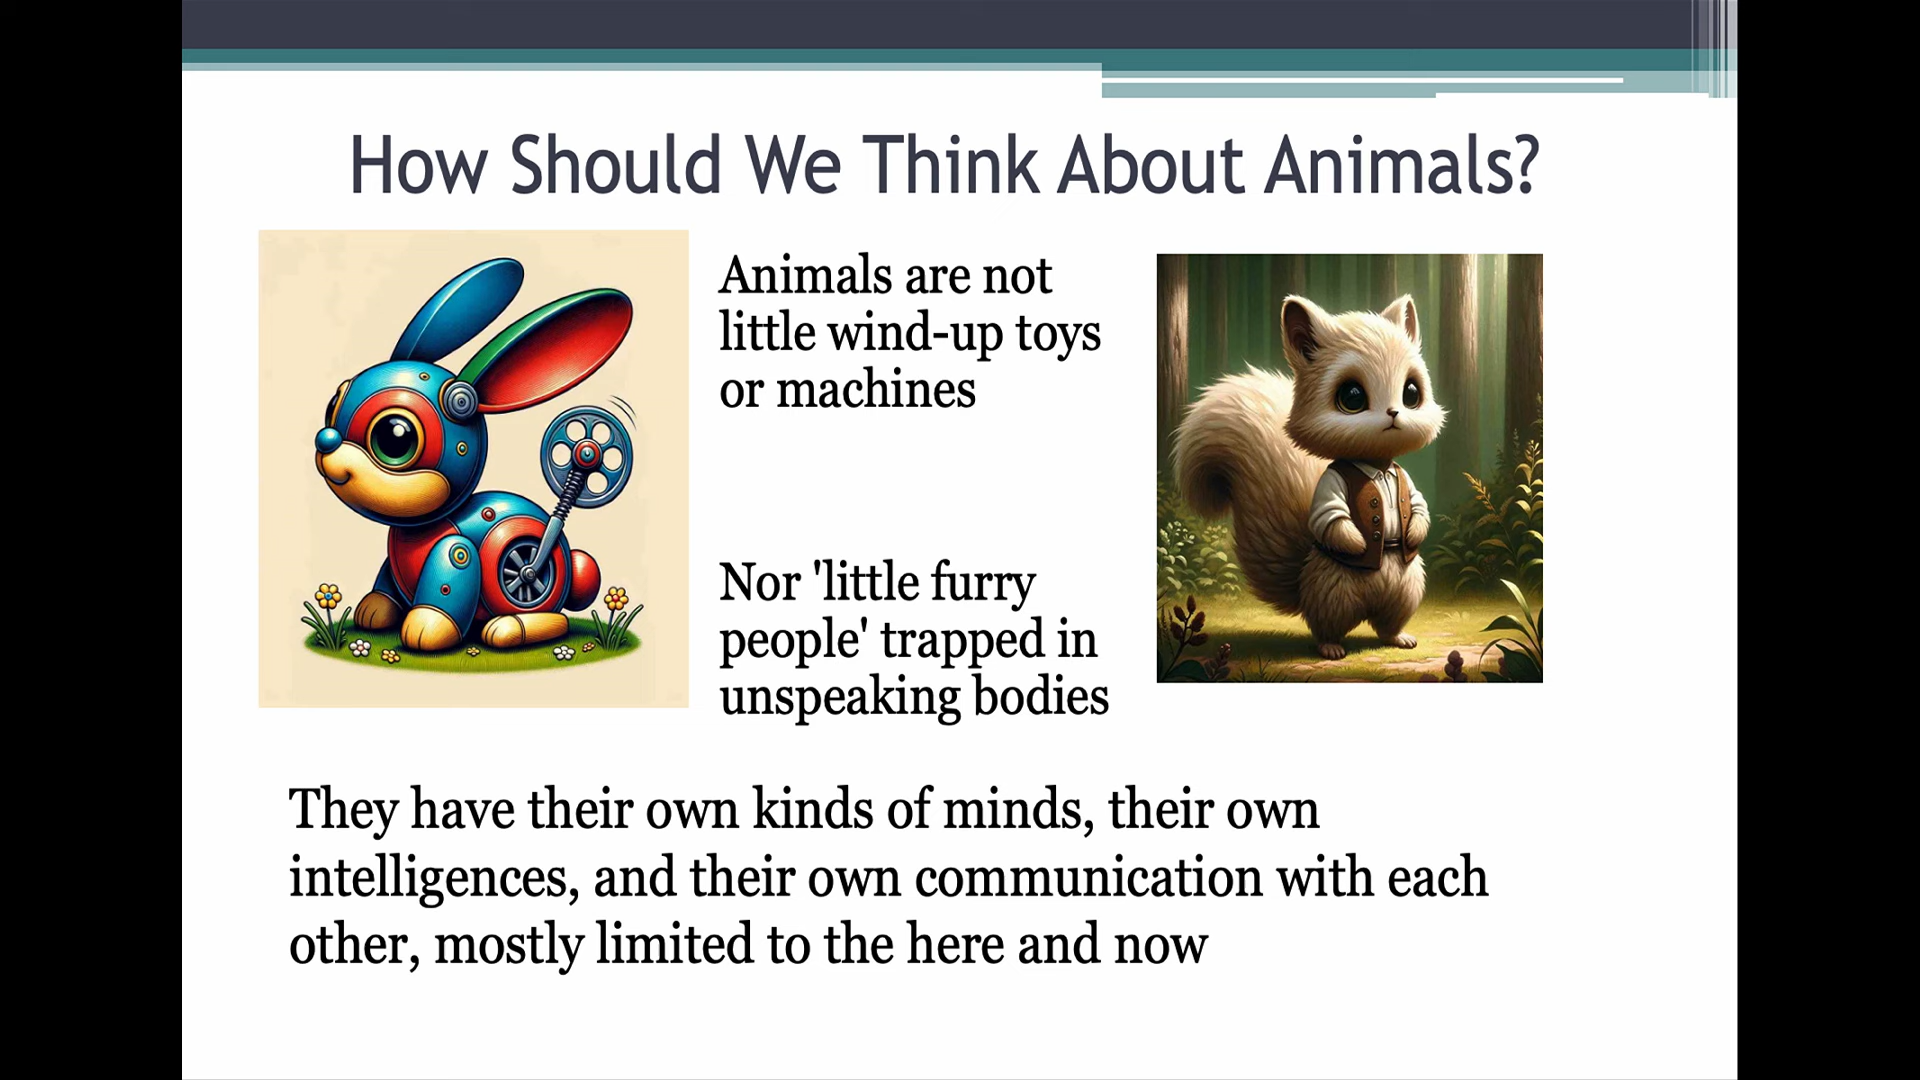 How Should We Think About Animals?
Animals are not
little wind-up toys
or machines
Nor 'little furry
people' trapped in
unspeaking bodies
They have their own kinds of minds, their own
intelligences, and their own communication with each
other, mostly limited to the here and now